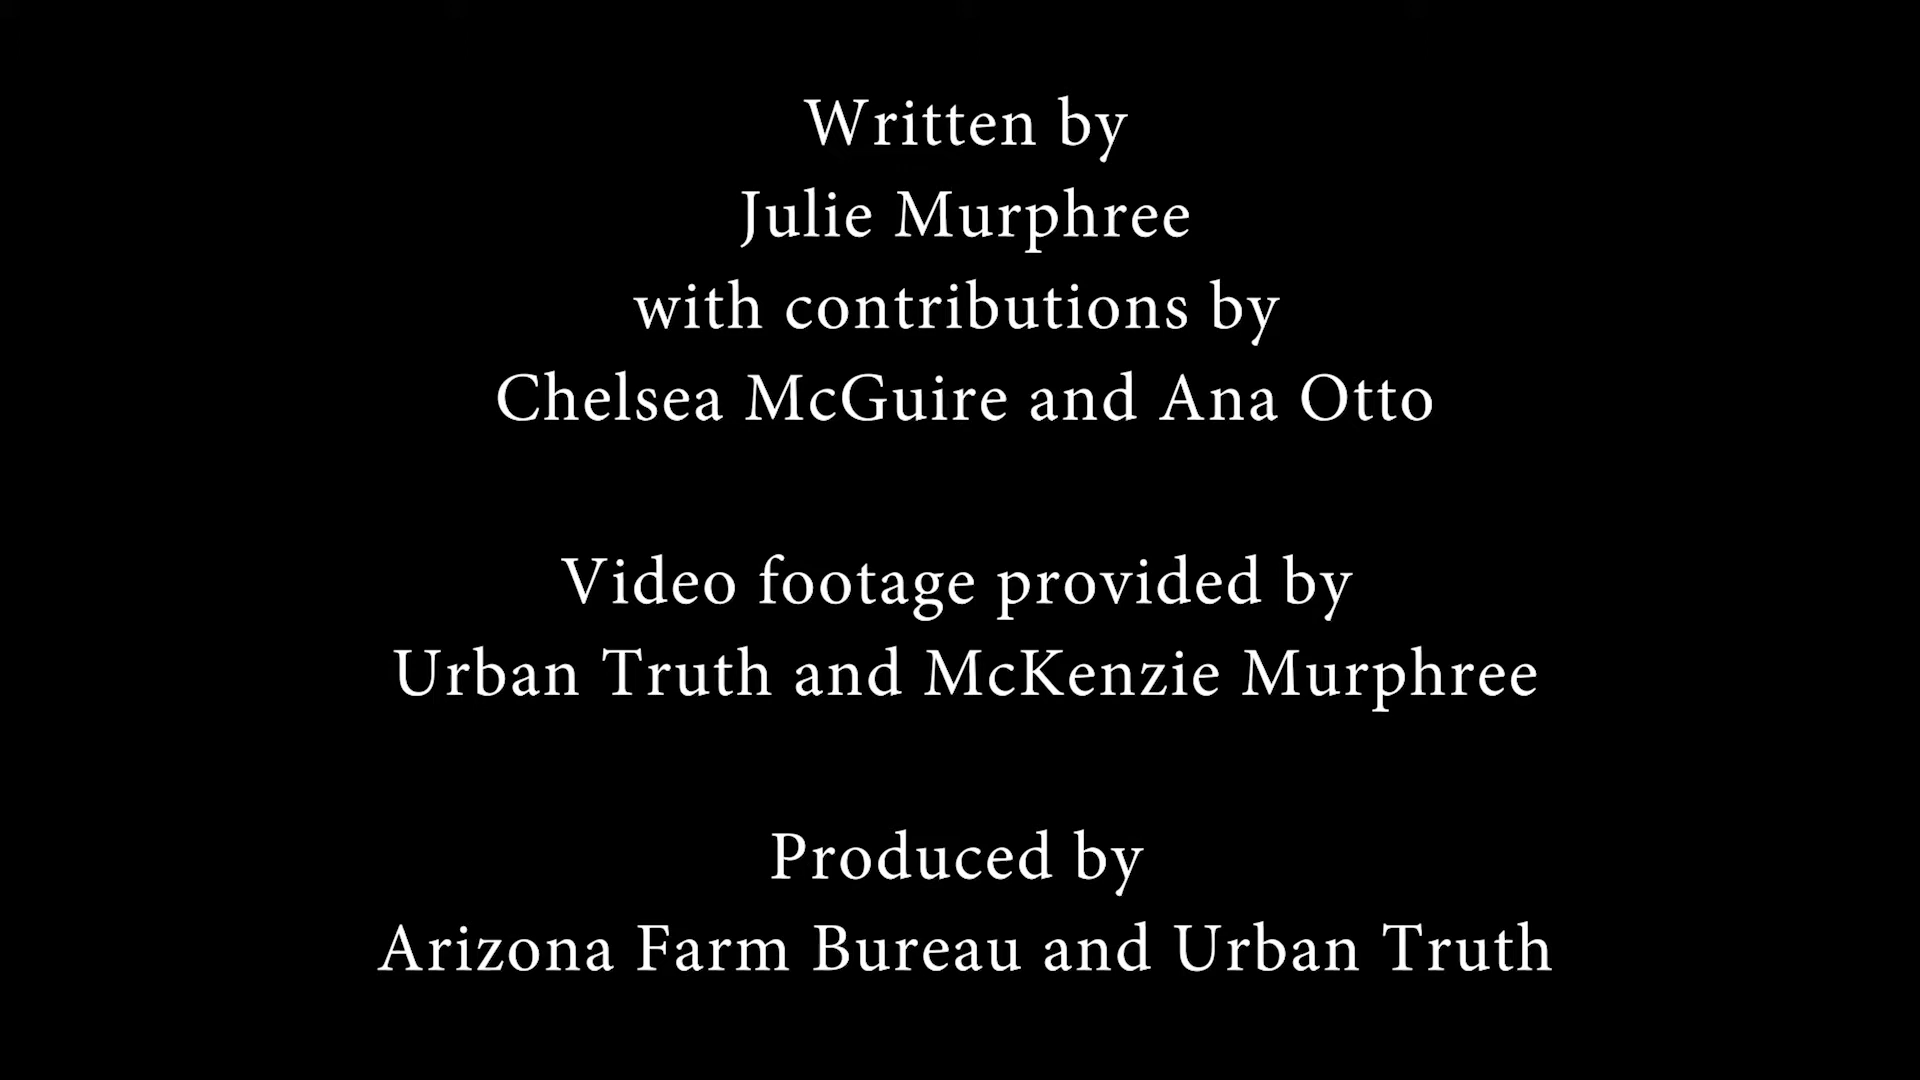 Written by
Julie Murphree
with contributions by
Chelsea McGuire and Ana Otto
Video footage provided by
Urban Truth and McKenzie Murphree
Produced by
Arizona Farm Bureau and Urban Truth